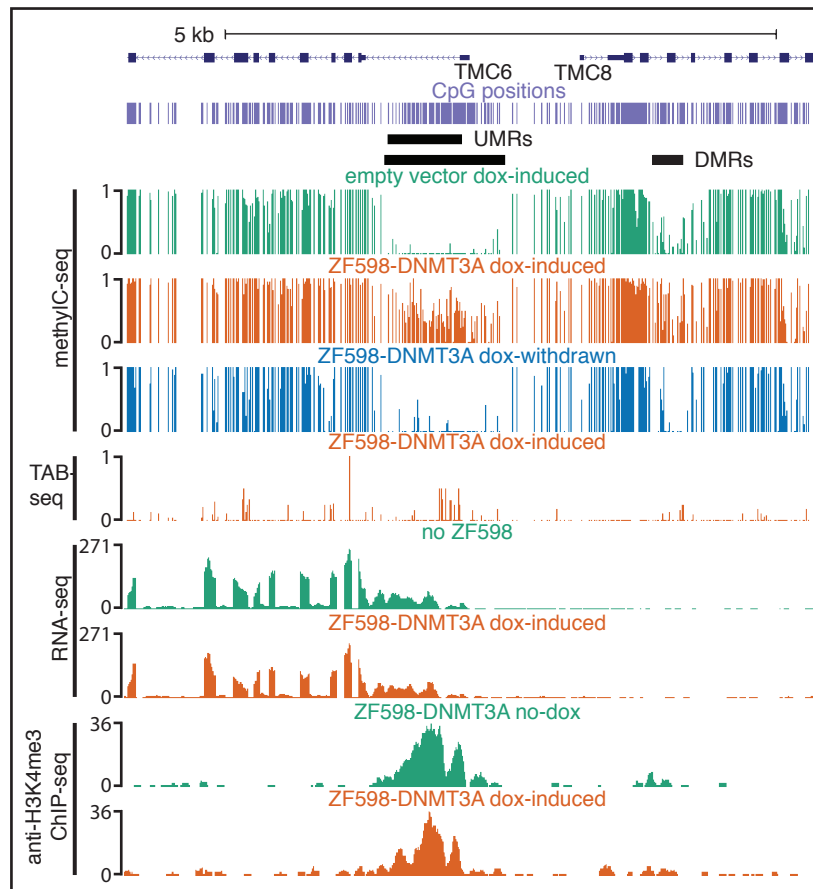 5 kb
TMC6 TMC8
CpG positions
UMRs
DMRs
empty vector dox-induced
1
0
ZF598-DNMT3A dox-induced
1
0
ZF598-DNMT3A dox-withdrawn
1
0
methylC-seq
ZF598-DNMT3A dox-induced
1
0
TAB-
seq
no ZF598
271
0
ZF598-DNMT3A dox-induced
271
0
RNA-seq
ZF598-DNMT3A no-dox
36
0
ZF598-DNMT3A dox-induced
36
0
anti-H3K4me3
ChIP-seq